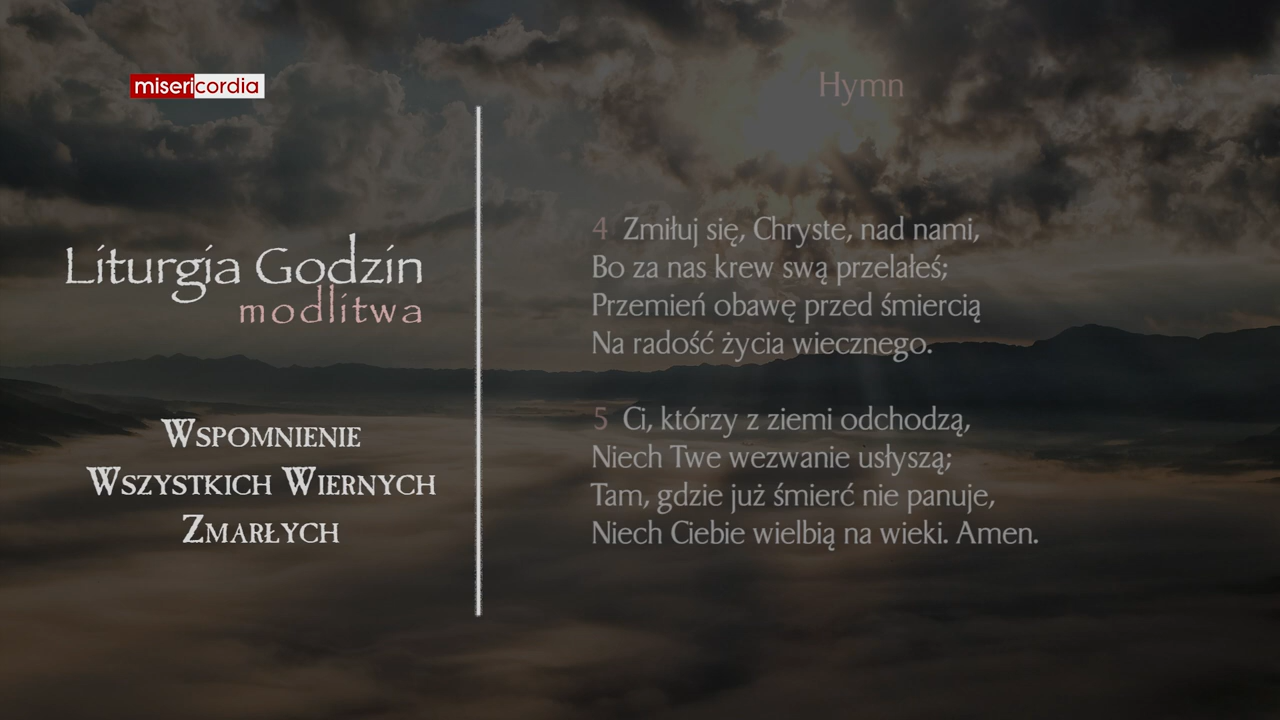 misericordia
Liturgia Godzin
modlitwa
Wspomnienie
Wszystkich Wiernych
Zmarłych
Hymn
4 Zmiłuj się, Chryste, nad nami,
Bo za nas krew swą przelałeś;
Przemień obawę przed śmiercią
Na radość życia wiecznego.
5 Ci, którzy z ziemi odchodzą,
Niech Twe wezwanie usłyszą;
Tam, gdzie już śmierć nie panuje,
Niech Ciebie wielbią na wieki. Amen.